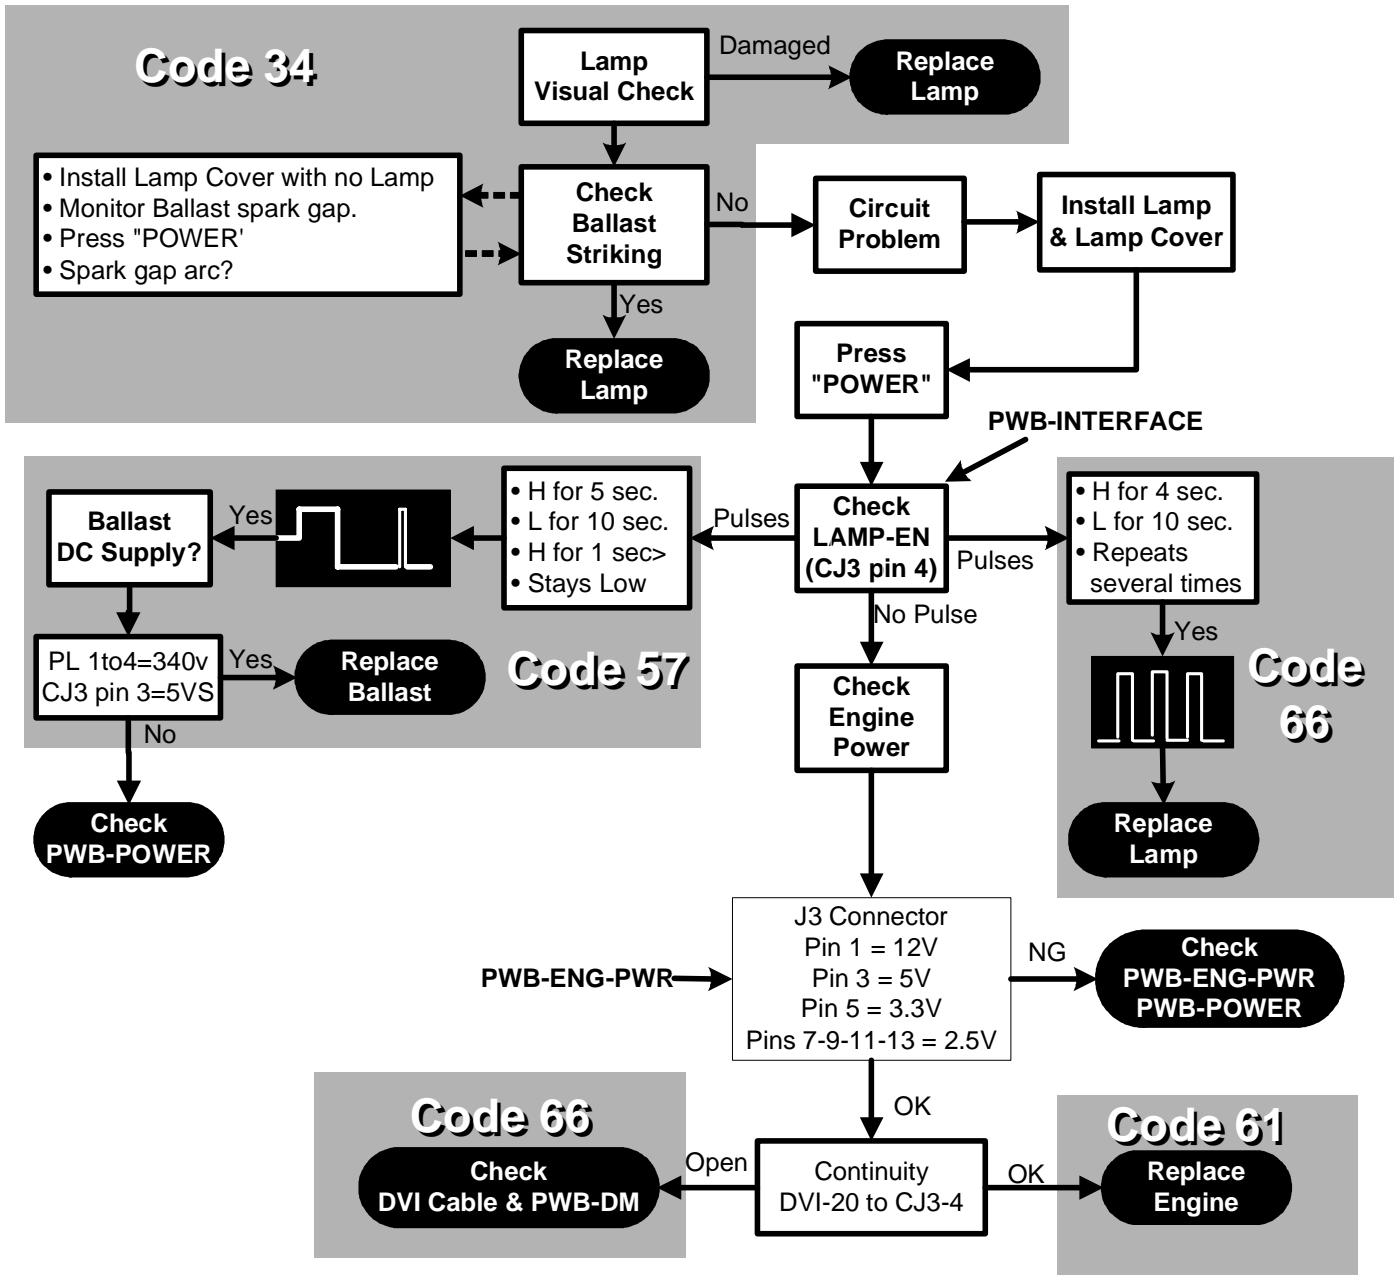 Code 34
Lamp
Visual Check
Damaged
Replace
Lamp
• Install Lamp Cover with no Lamp
• Monitor Ballast spark gap.
• Press "POWER'
• Spark gap arc?
Check
Ballast
Striking
No
Circuit
Problem
Install Lamp
& Lamp Cover
Yes
Replace
Lamp
Press
"POWER"
PWB-INTERFACE
Ballast
DC Supply?
Yes
• H for 5 sec.
• L for 10 sec.
• H for 1 sec>
• Stays Low
Pulses
Check
LAMP-EN
(CJ3 pin 4)
Pulses
• H for 4 sec.
• L for 10 sec.
• Repeats
several times
No Pulse
Yes
PL 1to4=340v
CJ3 pin 3=5VS
Yes
Replace
Ballast
Code 57
Check
Engine
Power
Code
66
No
Check
PWB-POWER
Replace
Lamp
PWB-ENG-PWR
J3 Connector
Pin 1 = 12V
Pin 3 = 5V
Pin 5 = 3.3V
Pins 7-9-11-13 = 2.5V
NG
Check
PWB-ENG-PWR
PWB-POWER
OK
Code 66
Check
DVI Cable & PWB-DM
Open
Continuity
DVI-20 to CJ3-4
OK
Code 61
Replace
Engine